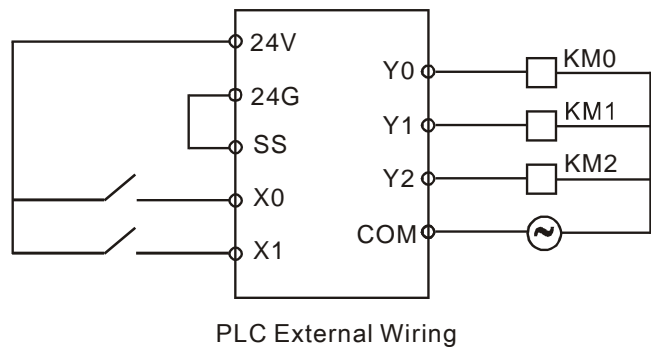 24V
24G
SS
X0
X1
Y0
KM0
Y1
KM1
Y2
KM2
COM
~
PLC External Wiring